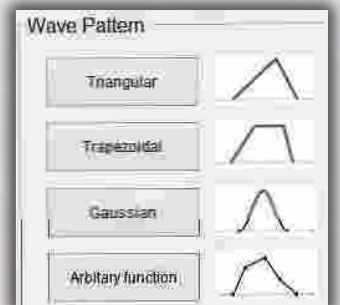 Wave Pattern
Triangular
Trapezoidal
Gaussian
Arbitary function